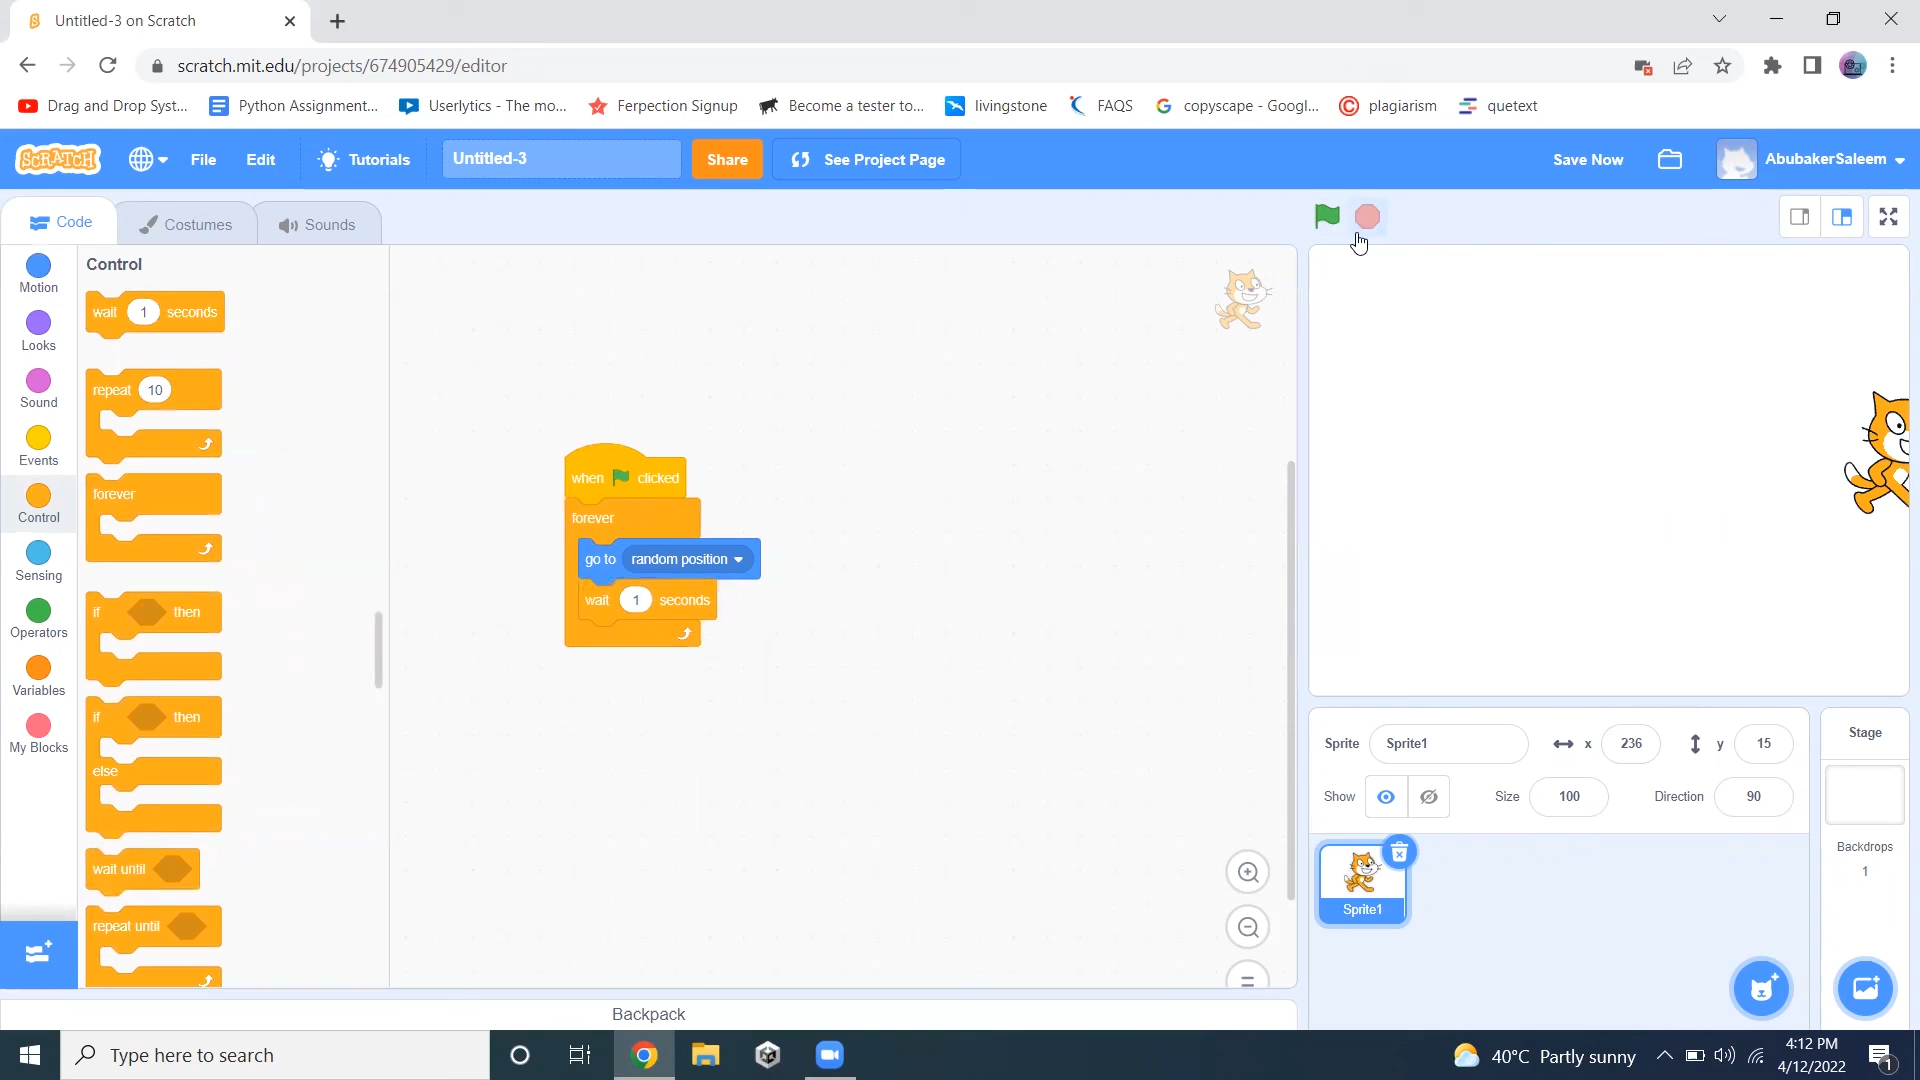 Untitled-3 on Scratch
scratch.mit.edu/projects/674905429/editor
Drag and Drop Syst...
Python Assignment...
Userlytics - The mo...
Ferpection Signup
Become a tester to...
livingstone
FAQS
copyscape - Googl...
plagiarism
quetext
SCRATCH
File
Edit
Tutorials
Untitled-3
Share
See Project Page
Save Now
AbubakerSaleem
Code
Costumes
Sounds
Motion
Looks
Sound
Events
Control
Sensing
Operators
Variables
My Blocks
Control
wait 1 seconds
repeat 10
forever
if then
if then
else
wait until
repeat until
when clicked
forever
go to random position
wait 1 seconds
Sprite Sprite1 x 236 y 15
Show Size 100 Direction 90
Sprite1
Stage
Backdrops
1
Backpack
Type here to search
40°C Partly sunny
4:12 PM
4/12/2022
1